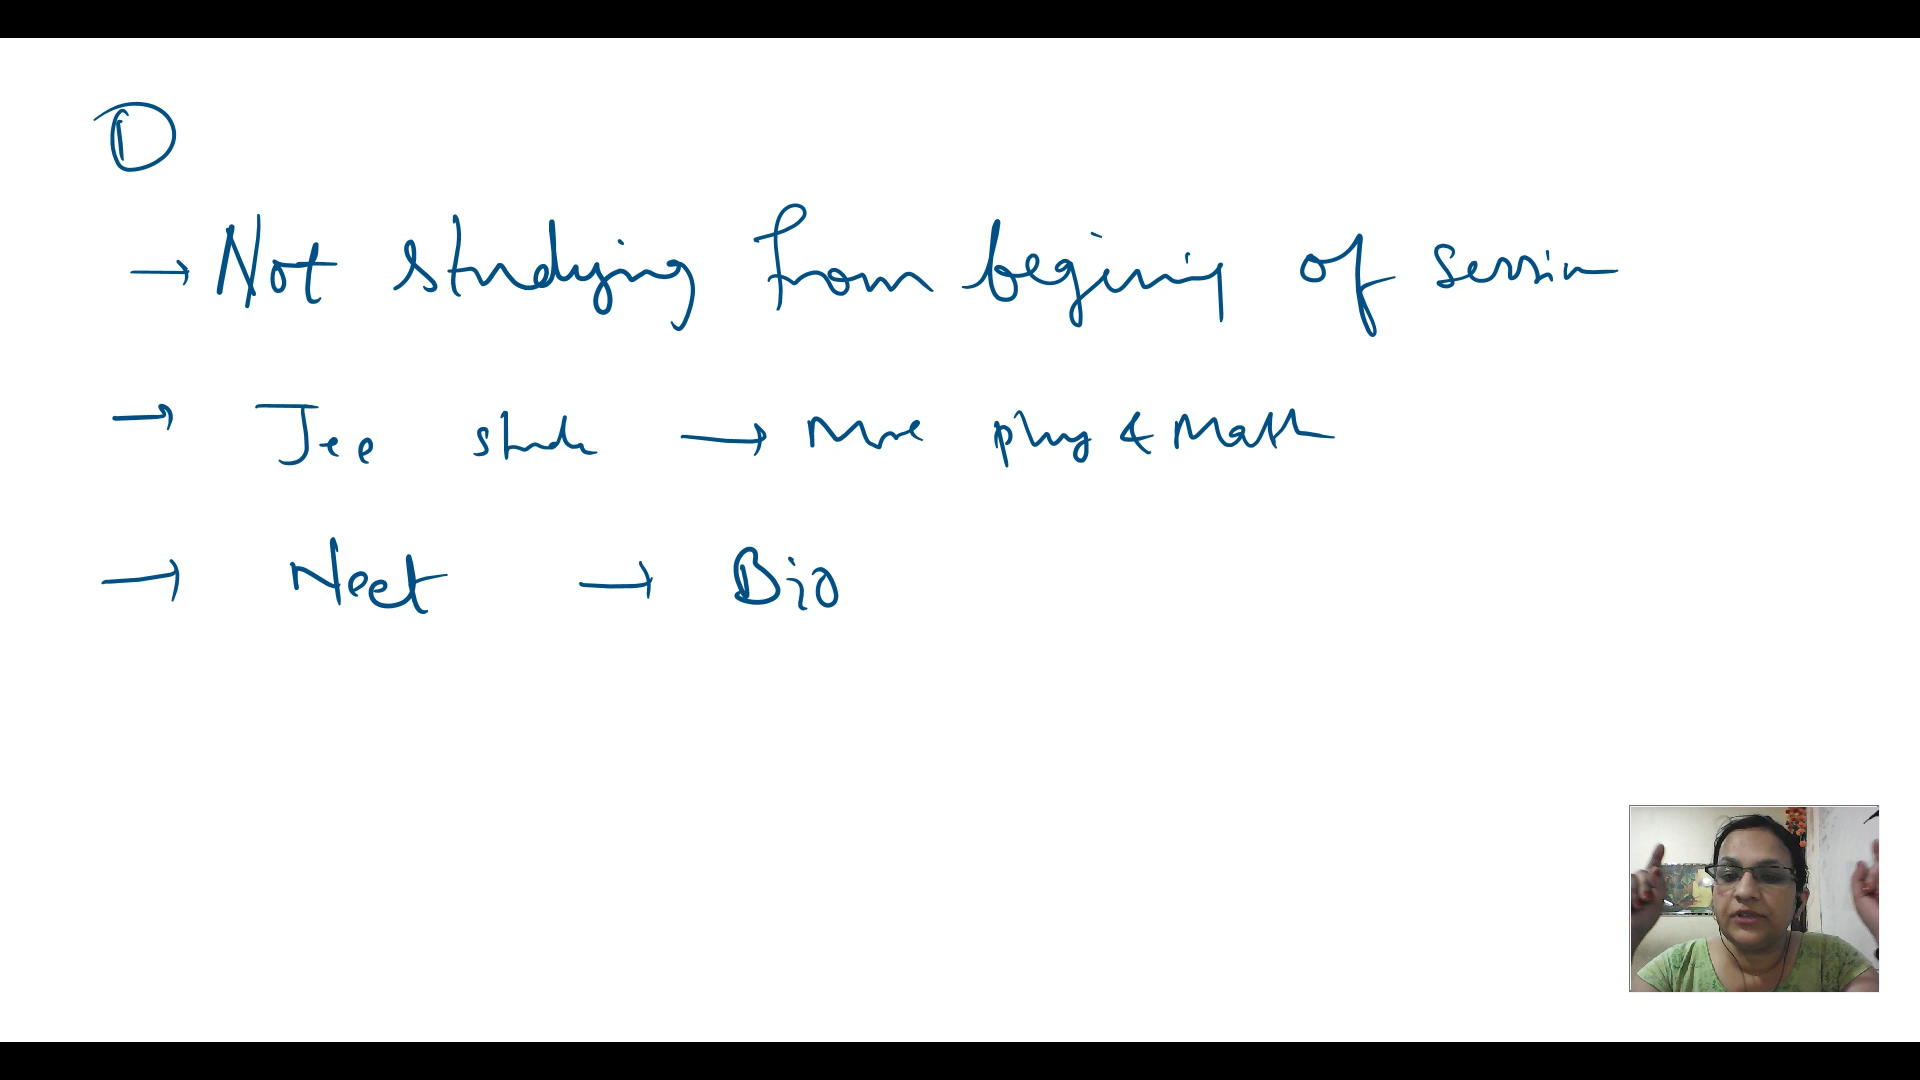 ①
→ Not studying from begining of session
→ Jee stude → More phy & Math
→ Neet → Bio